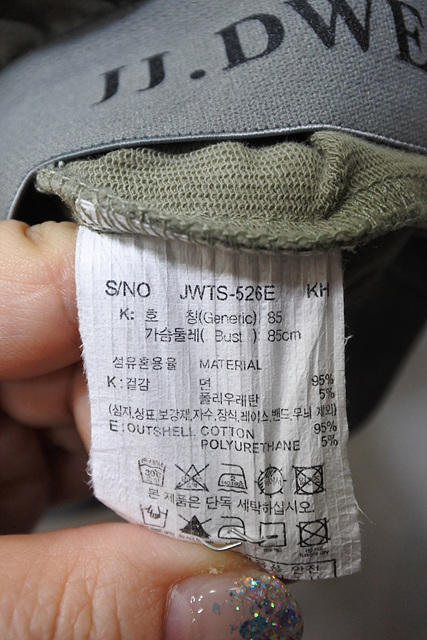 JJ.DWE
S/NO JWTS-526E KH
K: 호 칭(Generic) 85
가슴둘레( Bust ): 85cm
섬유혼용율 MATERIAL
K:겉감 면 95%
폴리우레탄 5%
(심지,상표,보강재,자수,장식,레이스,밴드,무늬 제외)
E:OUTSHELL COTTON 95%
POLYURETHANE 5%
본 제품은 단독 세탁하십시오.